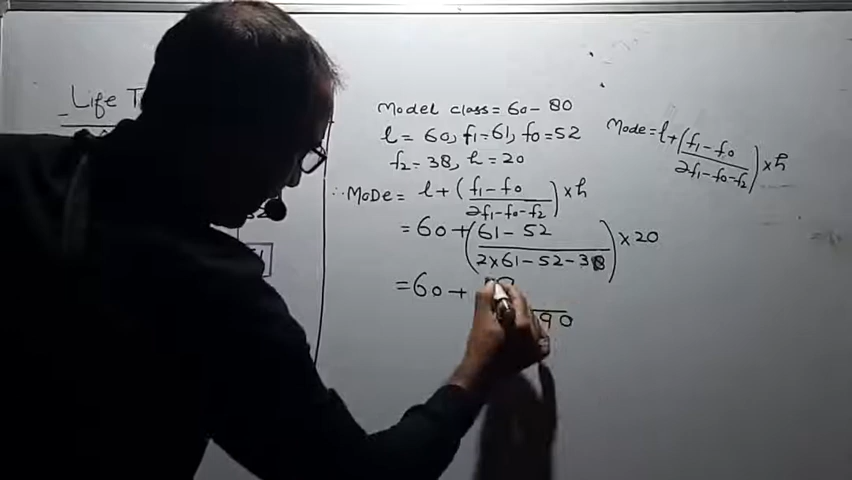 Life
Model class = 60 - 80
l = 60, f1 = 61, f0 = 52
f2 = 38, h = 20
∴ MoDe = l + (f1 - f0 / 2f1 - f0 - f2) × h
= 60 + (61 - 52 / 2×61 - 52 - 38) × 20
= 60 +
90
Mode = l + (f1 - f0 / 2f1 - f0 - f2) × h